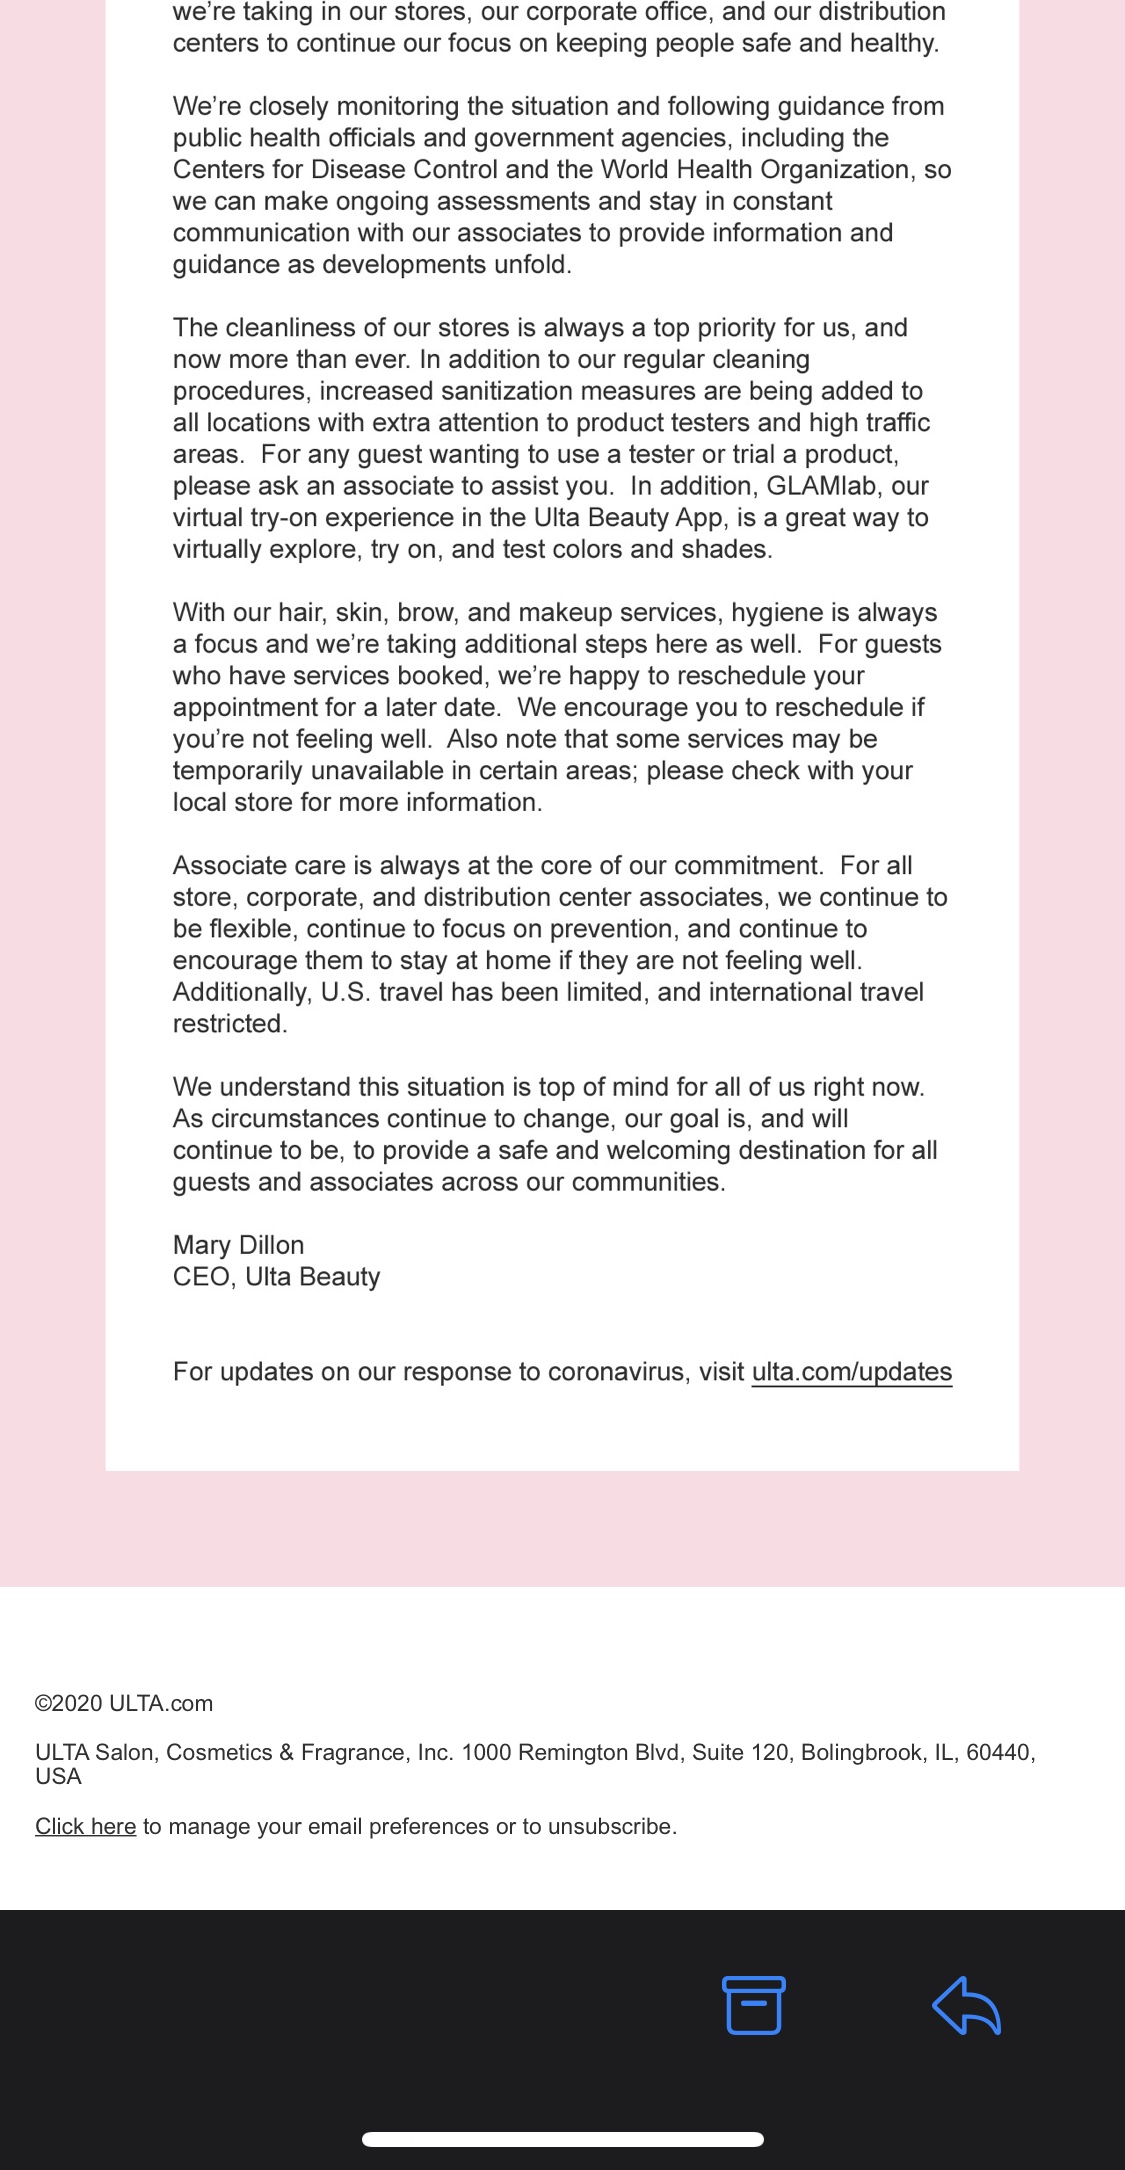 we’re taking in our stores, our corporate office, and our distribution
centers to continue our focus on keeping people safe and healthy.
We’re closely monitoring the situation and following guidance from
public health officials and government agencies, including the
Centers for Disease Control and the World Health Organization, so
we can make ongoing assessments and stay in constant
communication with our associates to provide information and
guidance as developments unfold.
The cleanliness of our stores is always a top priority for us, and
now more than ever. In addition to our regular cleaning
procedures, increased sanitization measures are being added to
all locations with extra attention to product testers and high traffic
areas.  For any guest wanting to use a tester or trial a product,
please ask an associate to assist you.  In addition, GLAMlab, our
virtual try-on experience in the Ulta Beauty App, is a great way to
virtually explore, try on, and test colors and shades.
With our hair, skin, brow, and makeup services, hygiene is always
a focus and we’re taking additional steps here as well.  For guests
who have services booked, we’re happy to reschedule your
appointment for a later date.  We encourage you to reschedule if
you’re not feeling well.  Also note that some services may be
temporarily unavailable in certain areas; please check with your
local store for more information.
Associate care is always at the core of our commitment.  For all
store, corporate, and distribution center associates, we continue to
be flexible, continue to focus on prevention, and continue to
encourage them to stay at home if they are not feeling well.
Additionally, U.S. travel has been limited, and international travel
restricted.
We understand this situation is top of mind for all of us right now.
As circumstances continue to change, our goal is, and will
continue to be, to provide a safe and welcoming destination for all
guests and associates across our communities.
Mary Dillon
CEO, Ulta Beauty
For updates on our response to coronavirus, visit ulta.com/updates
©2020 ULTA.com
ULTA Salon, Cosmetics & Fragrance, Inc. 1000 Remington Blvd, Suite 120, Bolingbrook, IL, 60440,
USA
Click here to manage your email preferences or to unsubscribe.